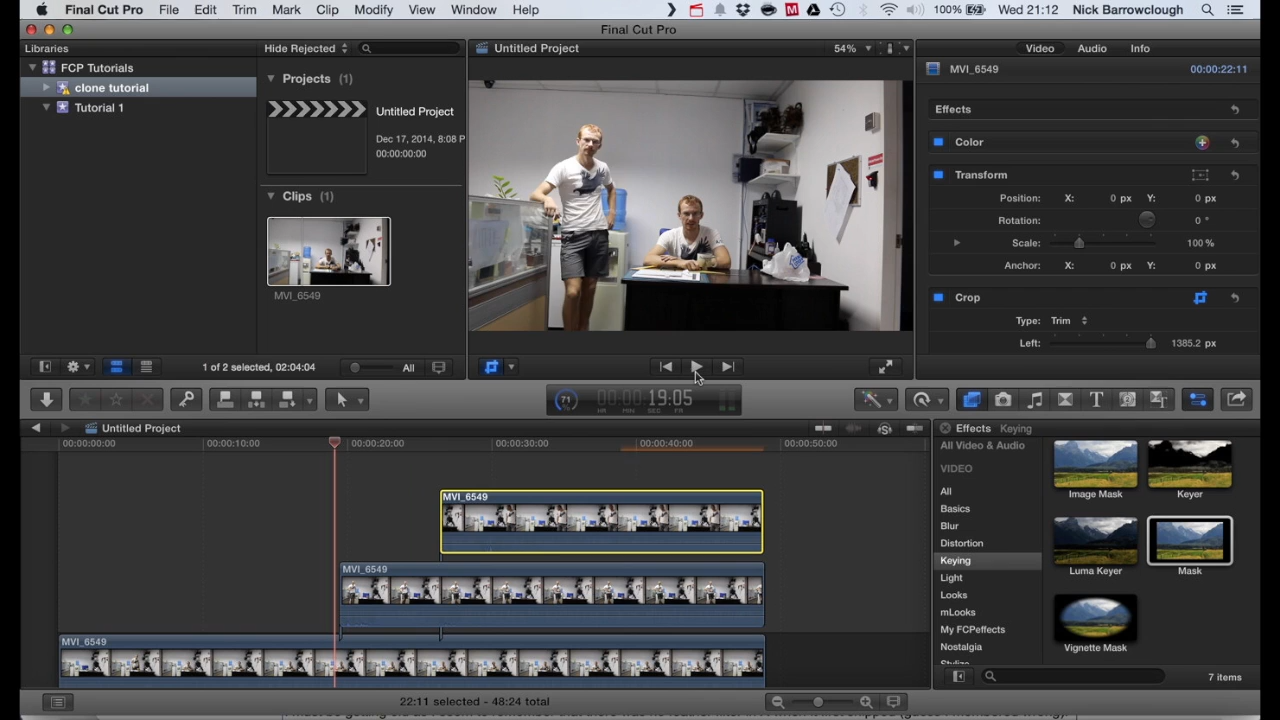 Final Cut Pro File Edit Trim Mark Clip Modify View Window Help 100% Wed 21:12 Nick Barrowclough
Final Cut Pro
Libraries
Hide Rejected
Untitled Project
54%
Video Audio Info
FCP Tutorials
clone tutorial
Tutorial 1
Projects (1)
Untitled Project
Dec 17, 2014, 8:08 P
00:00:00:00
Clips (1)
MVI_6549
MVI_6549 00:00:22:11
Effects
Color
Transform
Position: X: 0 px Y: 0 px
Rotation: 0 °
Scale: 100 %
Anchor: X: 0 px Y: 0 px
Crop
Type: Trim
Left: 1385.2 px
1 of 2 selected, 02:04:04
All
71
00:00:19:05
HR MIN SEC FR
Untitled Project
00:00:00:00 00:00:10:00 00:00:20:00 00:00:30:00 00:00:40:00 00:00:50:00
MVI_6549
MVI_6549
MVI_6549
Effects Keying
All Video & Audio
VIDEO
All
Basics
Blur
Distortion
Keying
Light
Looks
mLooks
My FCPeffects
Nostalgia
Stylize
Image Mask
Keyer
Luma Keyer
Mask
Vignette Mask
7 items
22:11 selected - 48:24 total